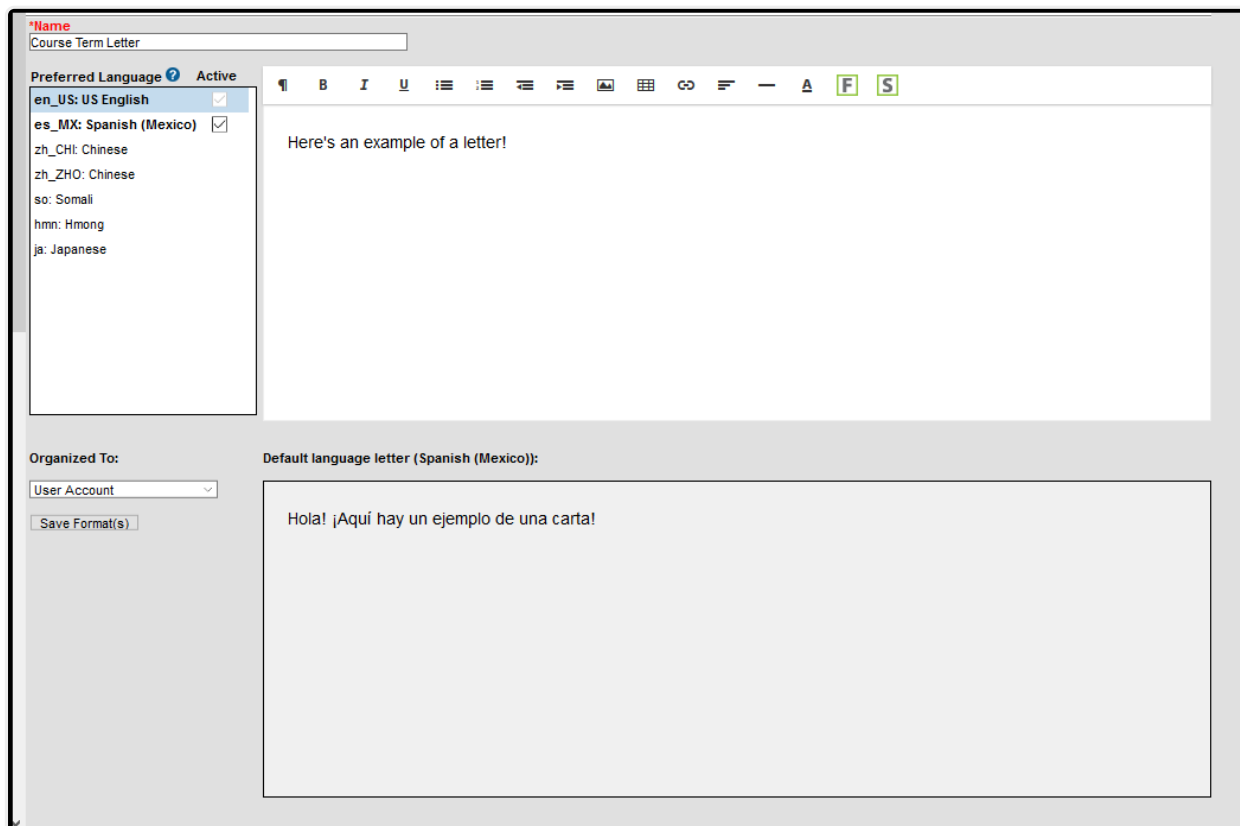 *Name
Course Term Letter
Preferred Language ? Active
en_US: US English
es_MX: Spanish (Mexico)
zh_CHI: Chinese
zh_ZHO: Chinese
so: Somali
hmn: Hmong
ja: Japanese
¶ B I U A F S
Here's an example of a letter!
Organized To:
User Account
Save Format(s)
Default language letter (Spanish (Mexico)):
Hola! ¡Aquí hay un ejemplo de una carta!